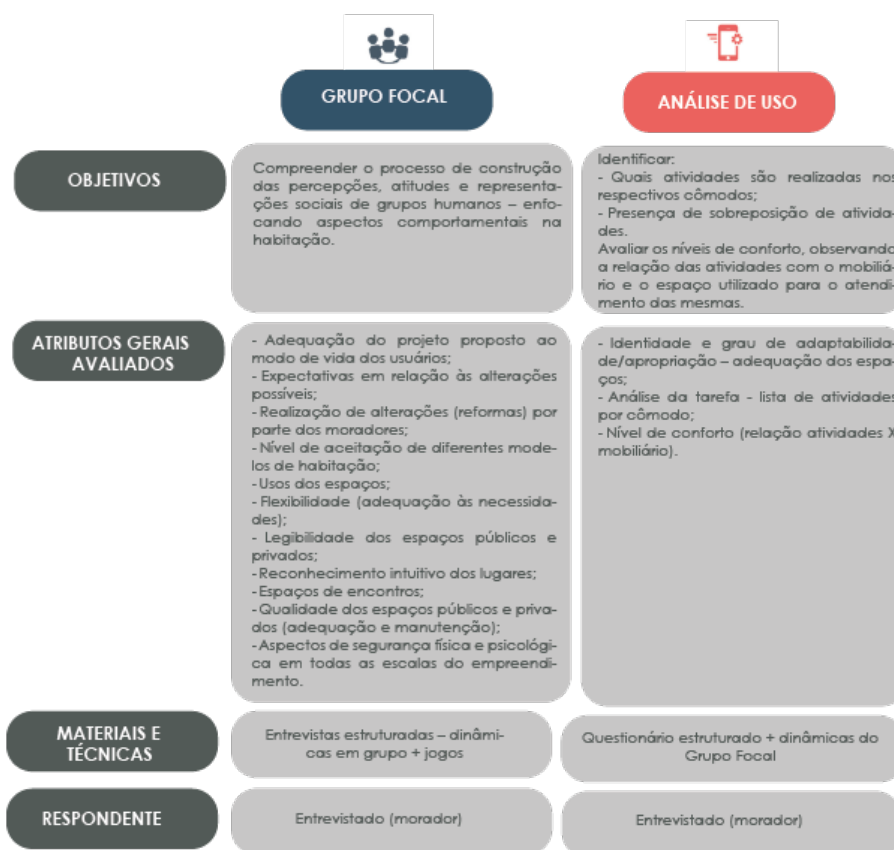 GRUPO FOCAL
ANÁLISE DE USO
OBJETIVOS
Compreender o processo de construção
das percepções, atitudes e representa-
ções sociais de grupos humanos – enfo-
cando aspectos comportamentais na
habitação.
Identificar:
- Quais atividades são realizadas nos
respectivos cômodos;
- Presença de sobreposição de ativida-
des.
Avaliar os níveis de conforto, observando
a relação das atividades com o mobiliá-
rio e o espaço utilizado para o atendi-
mento das mesmas.
ATRIBUTOS GERAIS
AVALIADOS
- Adequação do projeto proposto ao
modo de vida dos usuários;
- Expectativas em relação às alterações
possíveis;
- Realização de alterações (reformas) por
parte dos moradores;
- Nível de aceitação de diferentes mode-
los de habitação;
- Usos dos espaços;
- Flexibilidade (adequação às necessida-
des);
- Legibilidade dos espaços públicos e
privados;
- Reconhecimento intuitivo dos lugares;
- Espaços de encontros;
- Qualidade dos espaços públicos e priva-
dos (adequação e manutenção);
- Aspectos de segurança física e psicológi-
ca em todas as escalas do empreendi-
mento.
- Identidade e grau de adaptabilida-
de/apropriação – adequação dos espa-
ços;
- Análise da tarefa - lista de atividades
por cômodo;
- Nível de conforto (relação atividades X
mobiliário).
MATERIAIS E
TÉCNICAS
Entrevistas estruturadas – dinâmi-
cas em grupo + jogos
Questionário estruturado + dinâmicas do
Grupo Focal
RESPONDENTE
Entrevistado (morador)
Entrevistado (morador)